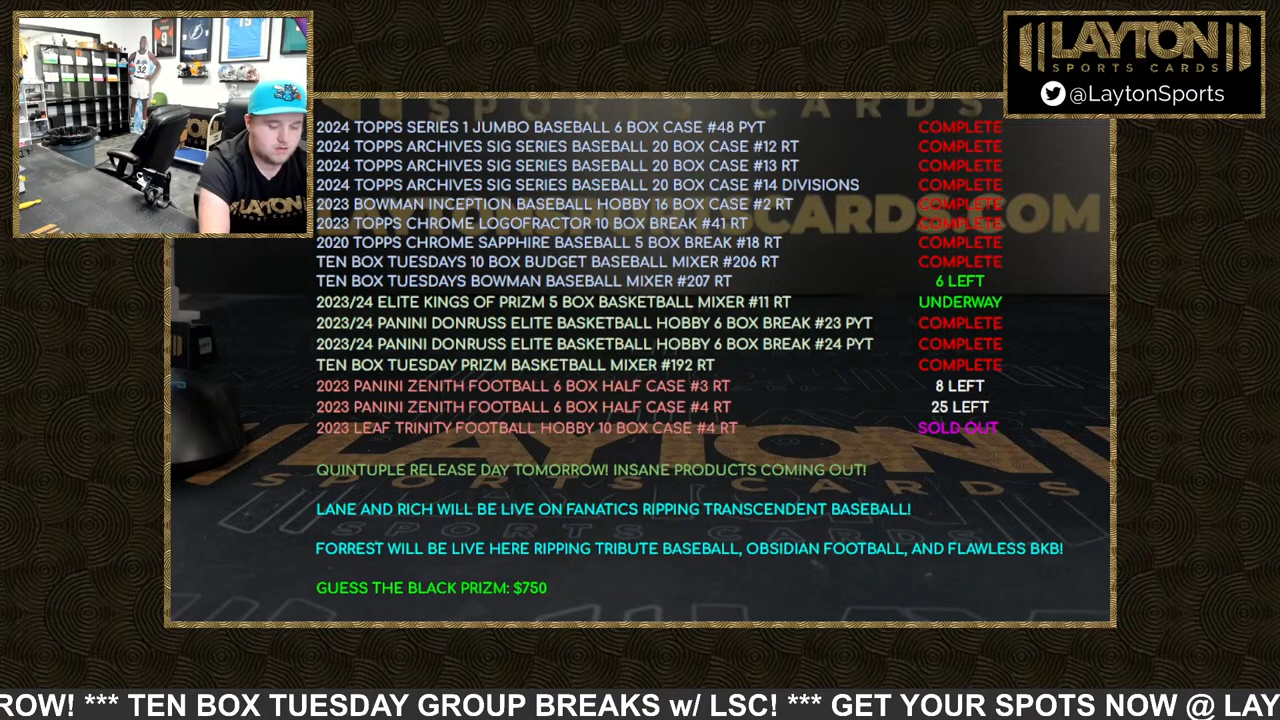 LAYTON
SPORTS CARDS
@LaytonSports
SPORTS CARDS
2024 TOPPS SERIES 1 JUMBO BASEBALL 6 BOX CASE #48 PYT COMPLETE
2024 TOPPS ARCHIVES SIG SERIES BASEBALL 20 BOX CASE #12 RT COMPLETE
2024 TOPPS ARCHIVES SIG SERIES BASEBALL 20 BOX CASE #13 RT COMPLETE
2024 TOPPS ARCHIVES SIG SERIES BASEBALL 20 BOX CASE #14 DIVISIONS COMPLETE
2023 BOWMAN INCEPTION BASEBALL HOBBY 16 BOX CASE #2 RT COMPLETE
CARDS.COM
2023 TOPPS CHROME LOGOFRACTOR 10 BOX BREAK #41 RT COMPLETE
2020 TOPPS CHROME SAPPHIRE BASEBALL 5 BOX BREAK #18 RT COMPLETE
TEN BOX TUESDAYS 10 BOX BUDGET BASEBALL MIXER #206 RT COMPLETE
TEN BOX TUESDAYS BOWMAN BASEBALL MIXER #207 RT 6 LEFT
2023/24 ELITE KINGS OF PRIZM 5 BOX BASKETBALL MIXER #11 RT UNDERWAY
2023/24 PANINI DONRUSS ELITE BASKETBALL HOBBY 6 BOX BREAK #23 PYT COMPLETE
2023/24 PANINI DONRUSS ELITE BASKETBALL HOBBY 6 BOX BREAK #24 PYT COMPLETE
TEN BOX TUESDAY PRIZM BASKETBALL MIXER #192 RT COMPLETE
2023 PANINI ZENITH FOOTBALL 6 BOX HALF CASE #3 RT 8 LEFT
2023 PANINI ZENITH FOOTBALL 6 BOX HALF CASE #4 RT 25 LEFT
2023 LEAF TRINITY FOOTBALL HOBBY 10 BOX CASE #4 RT SOLD OUT
LAYTON
SPORTS CARDS
QUINTUPLE RELEASE DAY TOMORROW! INSANE PRODUCTS COMING OUT!
LANE AND RICH WILL BE LIVE ON FANATICS RIPPING TRANSCENDENT BASEBALL!
SPORTS CARDS
FORREST WILL BE LIVE HERE RIPPING TRIBUTE BASEBALL, OBSIDIAN FOOTBALL, AND FLAWLESS BKB!
GUESS THE BLACK PRIZM: $750
LAYTON
32
ROW! *** TEN BOX TUESDAY GROUP BREAKS w/ LSC! *** GET YOUR SPOTS NOW @ LAY